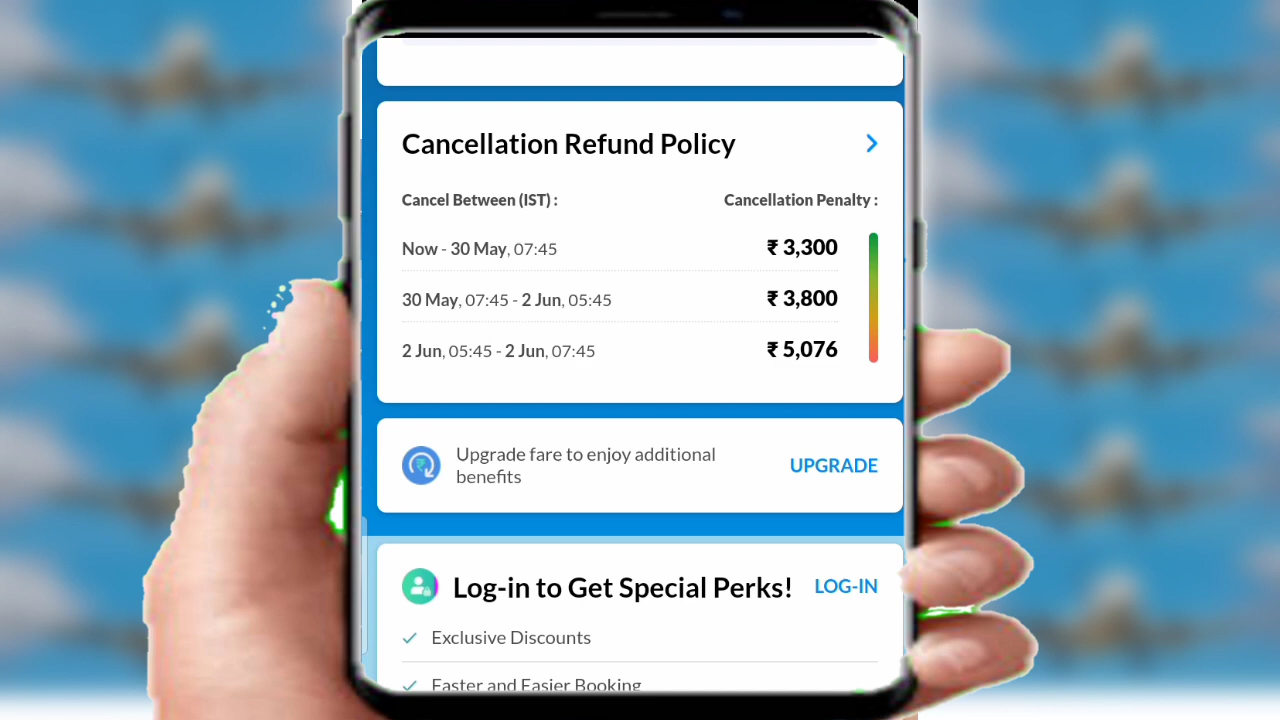 Cancellation Refund Policy
Cancel Between (IST) : Cancellation Penalty :
Now - 30 May, 07:45 ₹ 3,300
30 May, 07:45 - 2 Jun, 05:45 ₹ 3,800
2 Jun, 05:45 - 2 Jun, 07:45 ₹ 5,076
Upgrade fare to enjoy additional
benefits
UPGRADE
Log-in to Get Special Perks! LOG-IN
Exclusive Discounts
Faster and Easier Booking